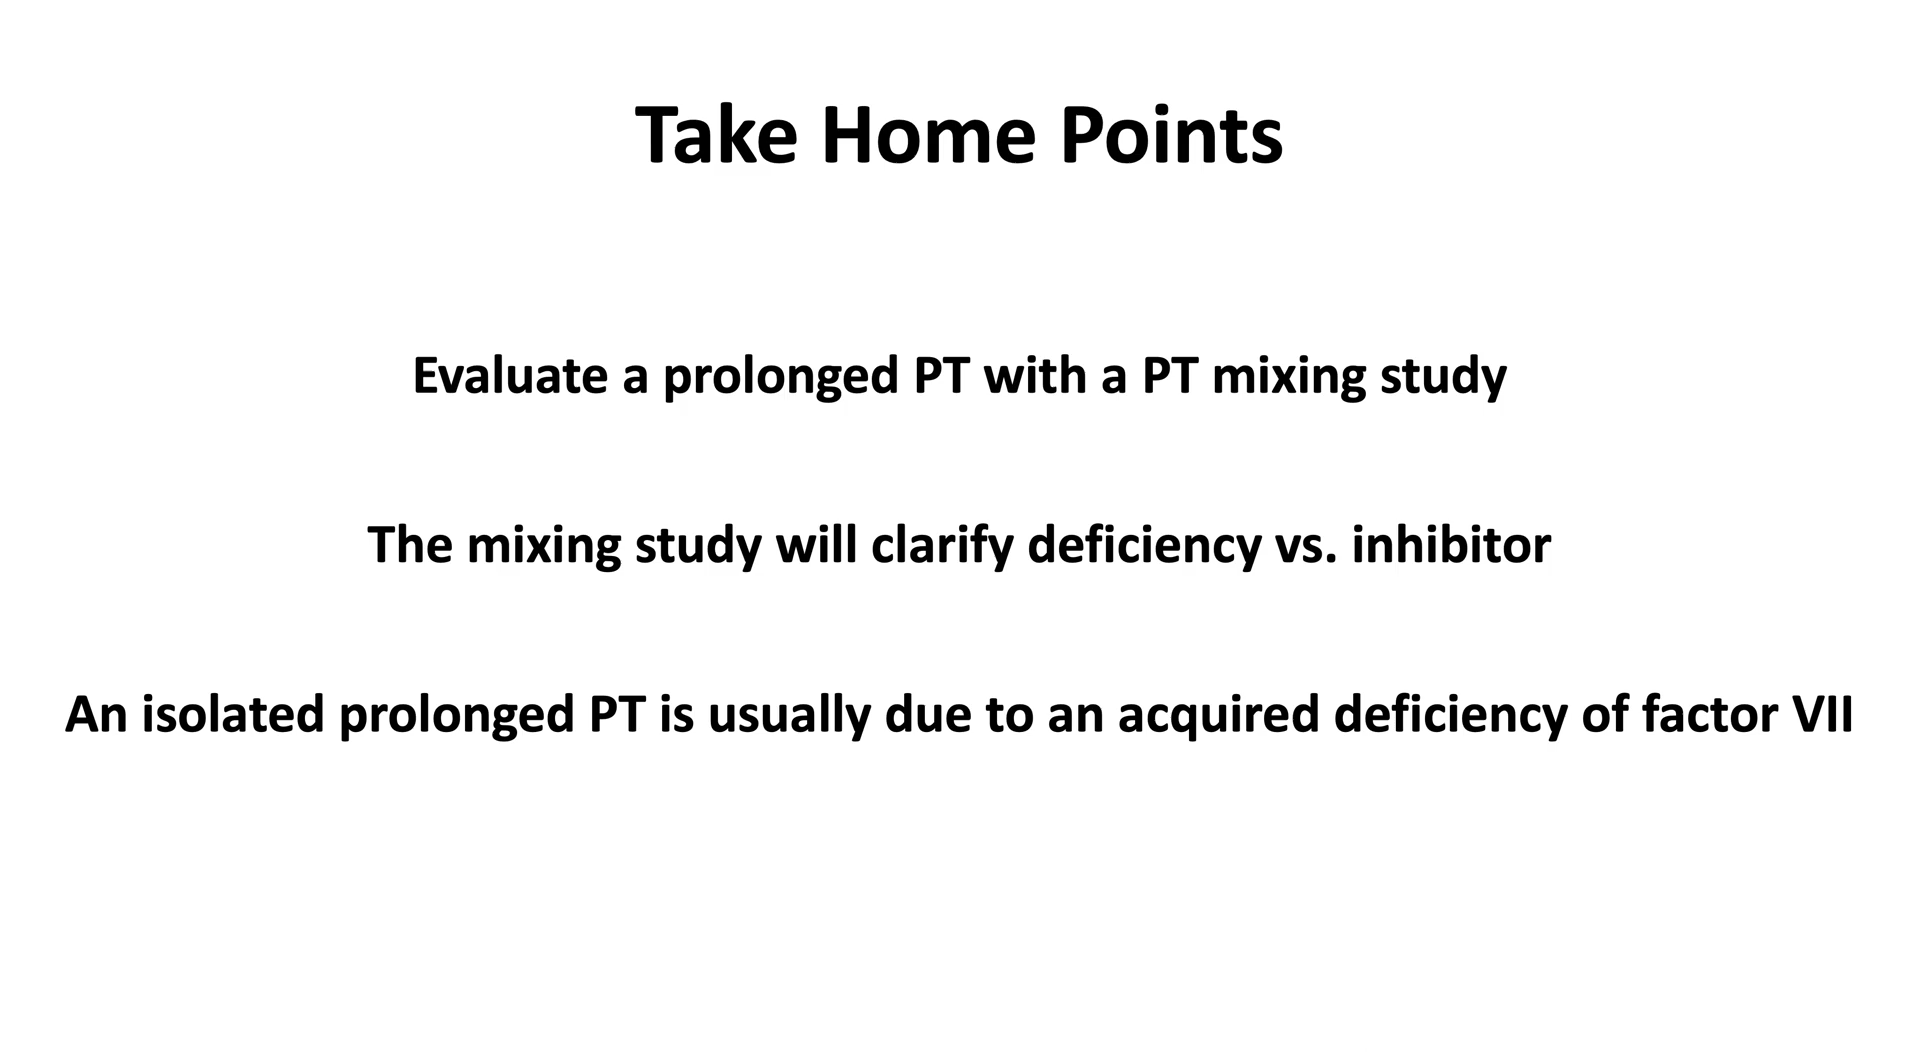 Take Home Points
Evaluate a prolonged PT with a PT mixing study
The mixing study will clarify deficiency vs. inhibitor
An isolated prolonged PT is usually due to an acquired deficiency of factor VII